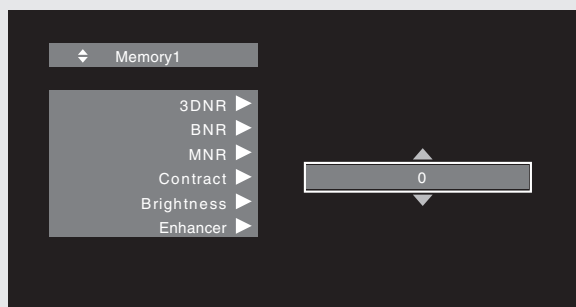 Memory1
3DNR
BNR
MNR
Contract
Brightness
Enhancer
0